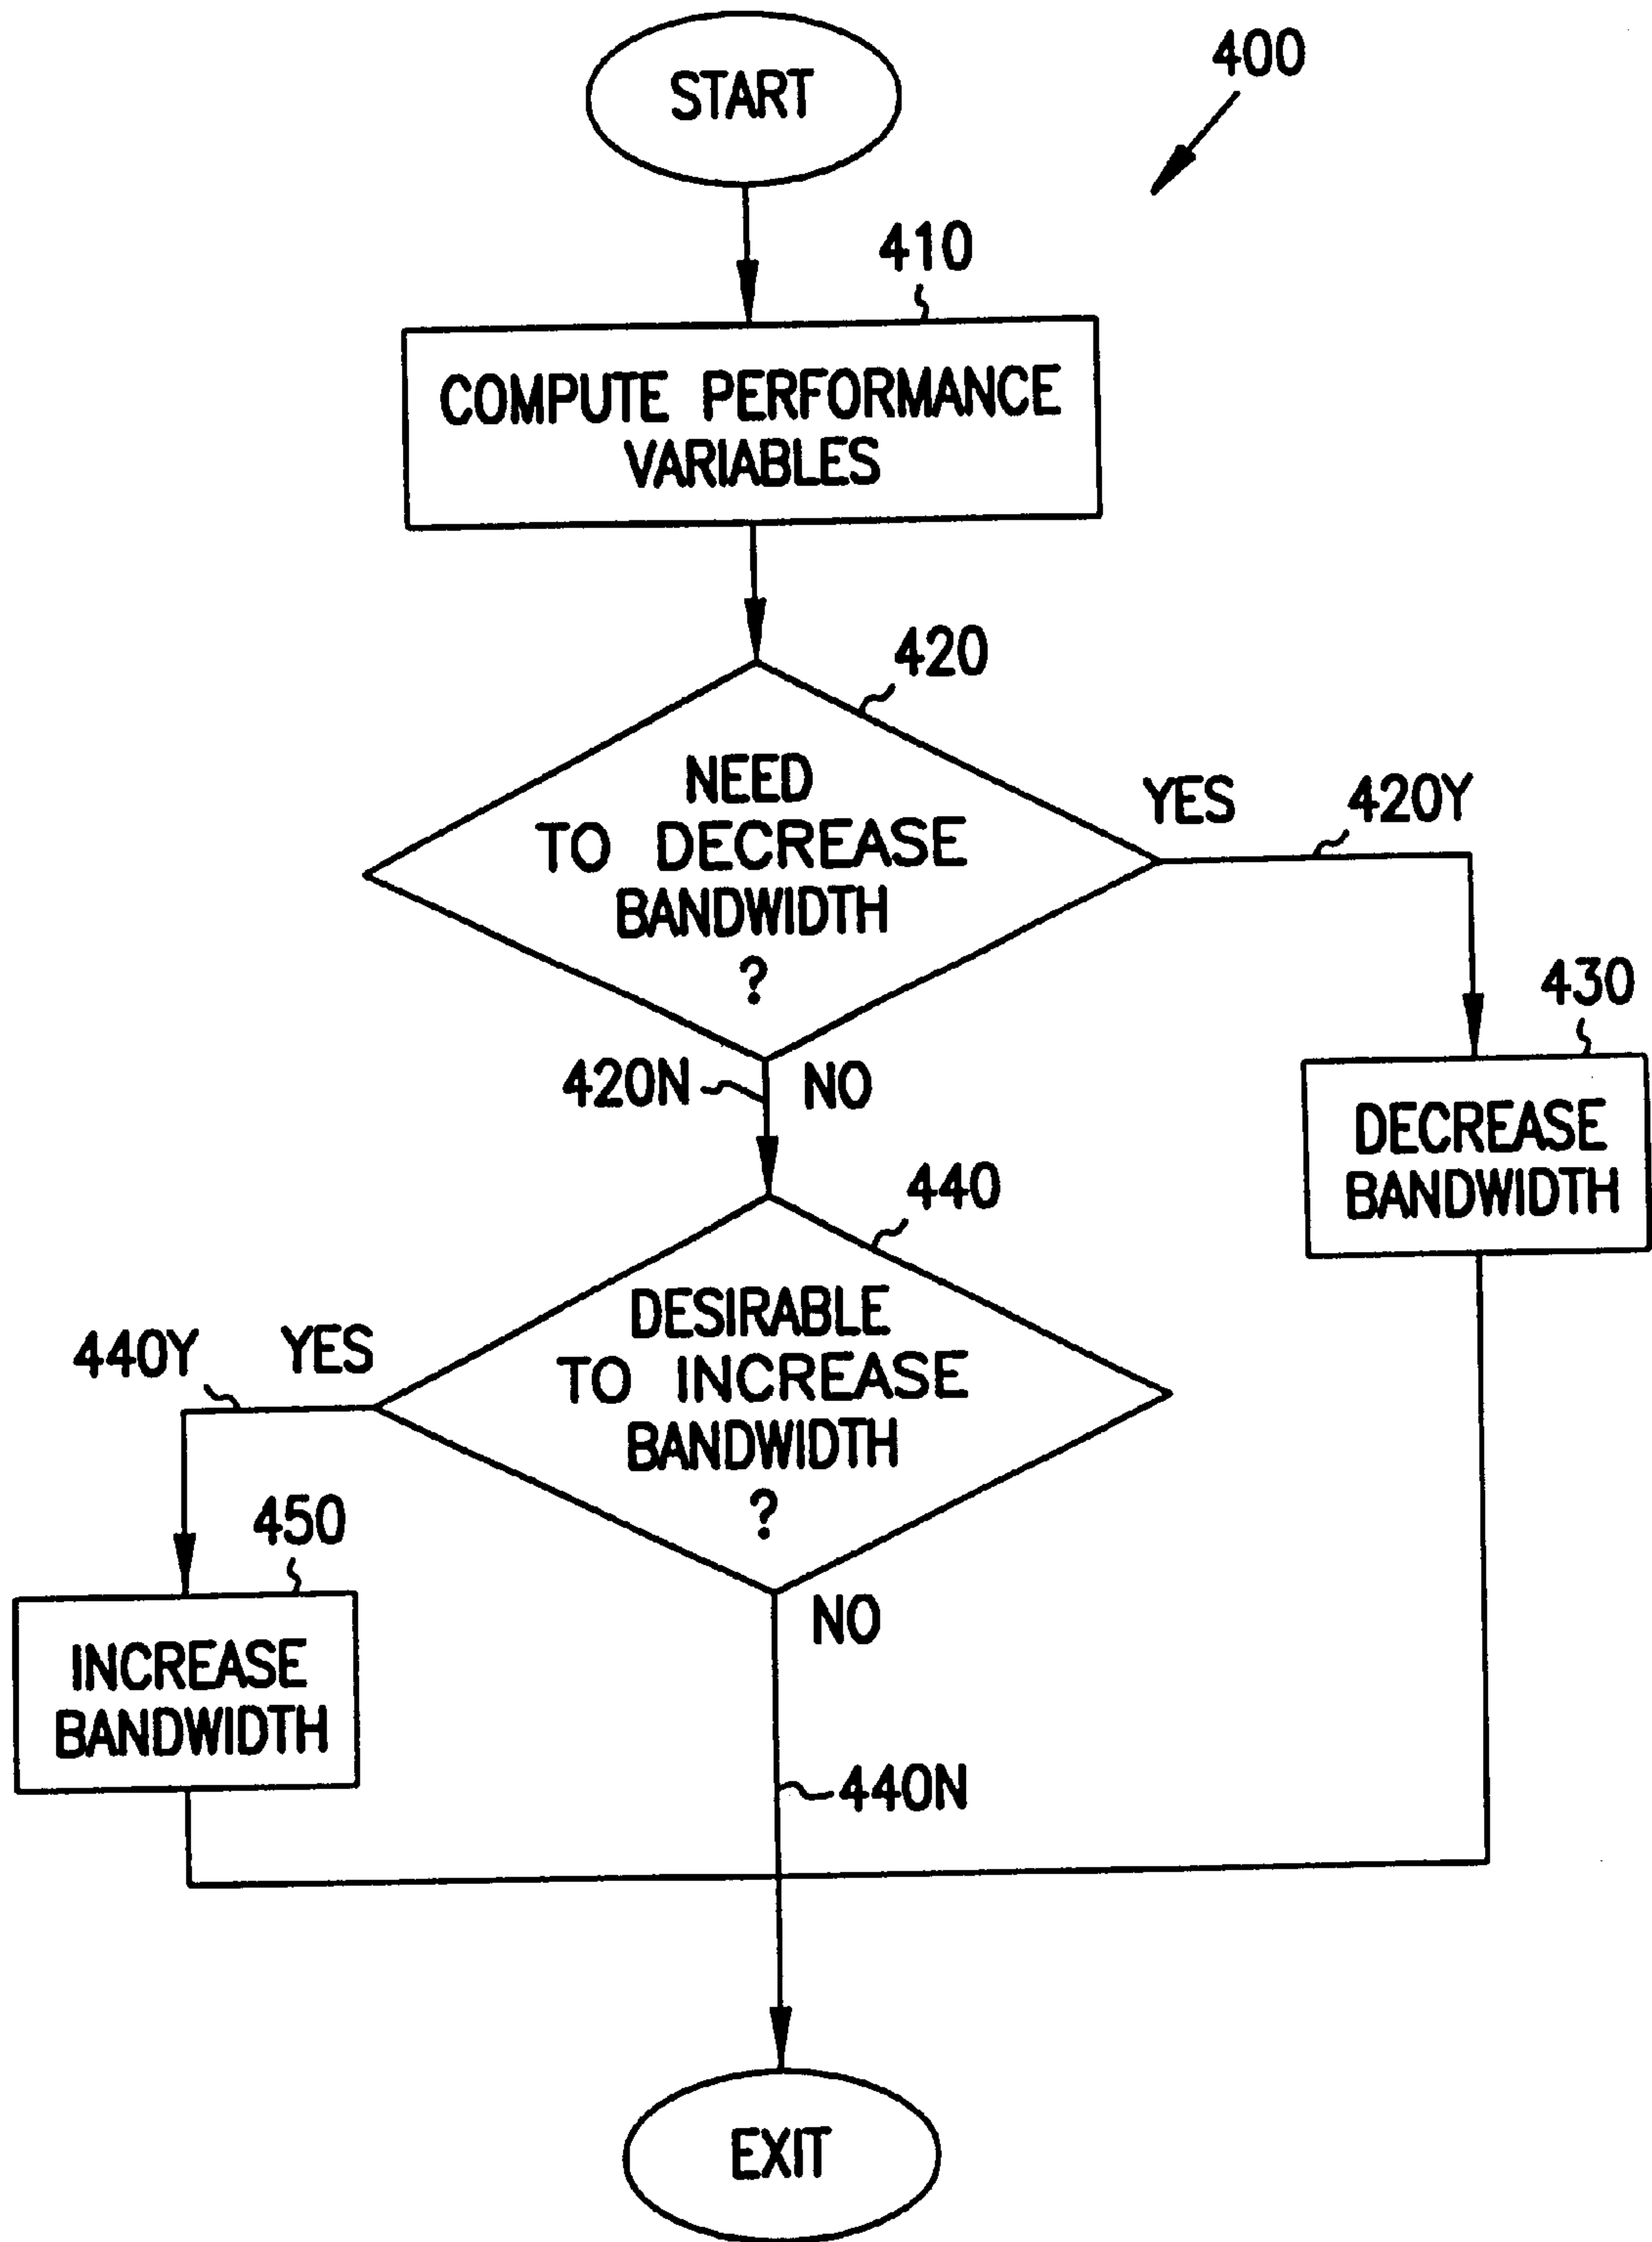 START
400
410
COMPUTE PERFORMANCE
VARIABLES
420
NEED
TO DECREASE
BANDWIDTH
?
YES
420Y
430
DECREASE
BANDWIDTH
420N
NO
440
DESIRABLE
TO INCREASE
BANDWIDTH
?
440Y
YES
450
INCREASE
BANDWIDTH
NO
440N
EXIT